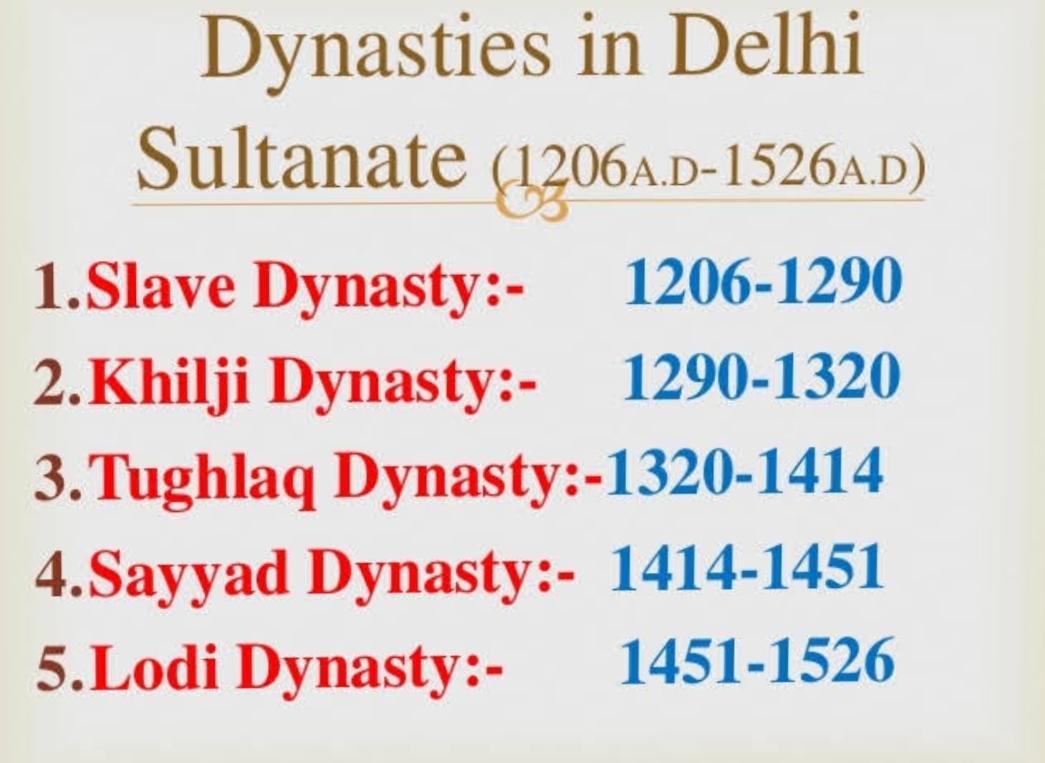 Dynasties in Delhi
Sultanate (1206A.D-1526A.D)
1.Slave Dynasty:- 1206-1290
2.Khilji Dynasty:- 1290-1320
3.Tughlaq Dynasty:-1320-1414
4.Sayyad Dynasty:- 1414-1451
5.Lodi Dynasty:- 1451-1526